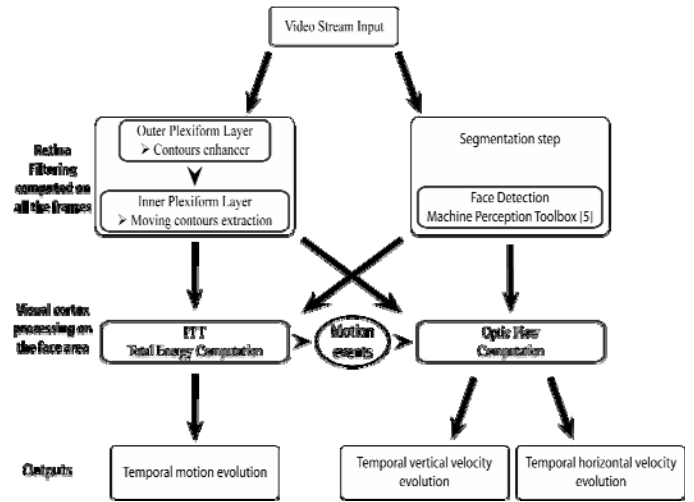 Video Stream Input
Outer Plexiform Layer
➤ Contours enhancer
Inner Plexiform Layer
➤ Moving contours extraction
Segmentation step
Face Detection
Machine Perception Toolbox [5]
Retina
Filtering
computed on
all the frames
Visual cortex
processing on
the face area
FFT
Total Energy Computation
Motion
events
Optic Flow
Computation
Outputs
Temporal motion evolution
Temporal vertical velocity
evolution
Temporal horizontal velocity
evolution